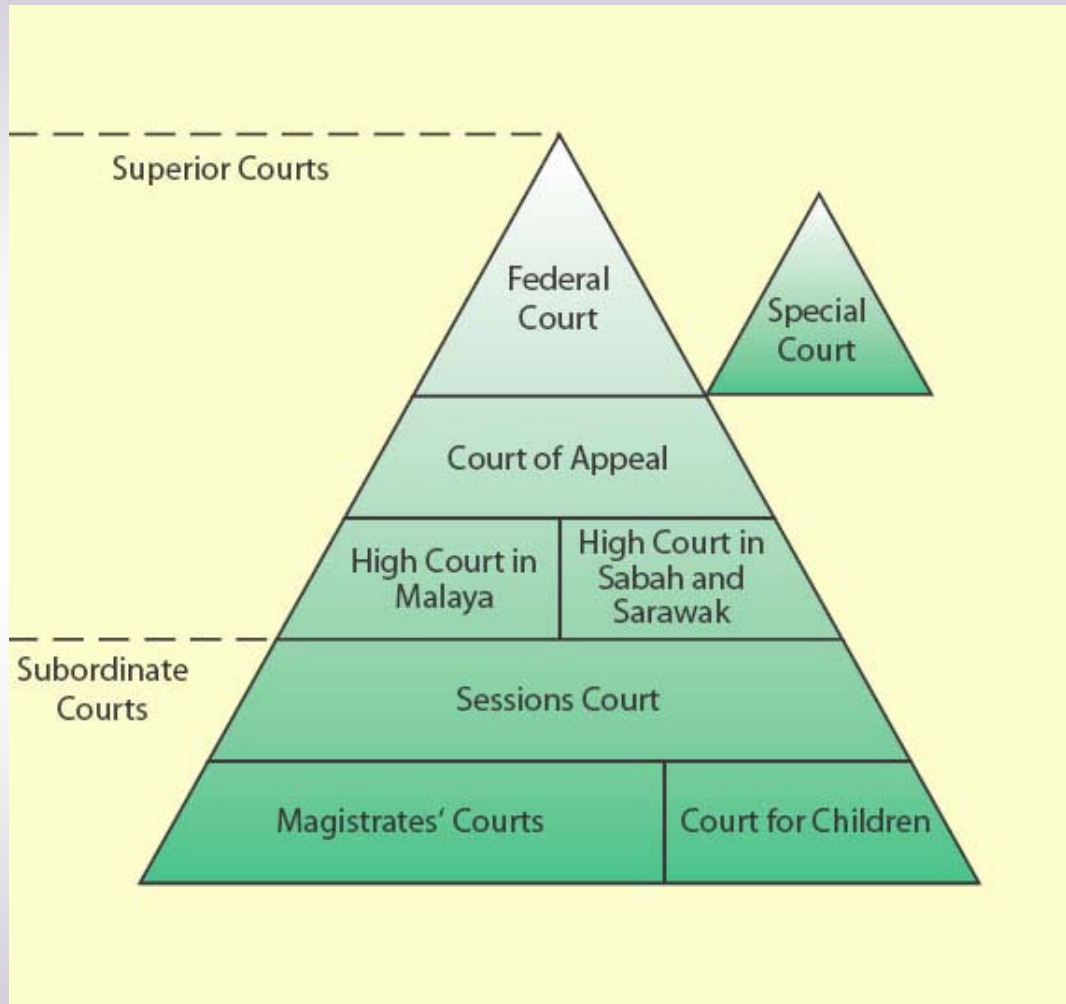 Superior Courts
Federal
Court
Special
Court
Court of Appeal
High Court in
Malaya
High Court in
Sabah and
Sarawak
Subordinate
Courts
Sessions Court
Magistrates’ Courts
Court for Children